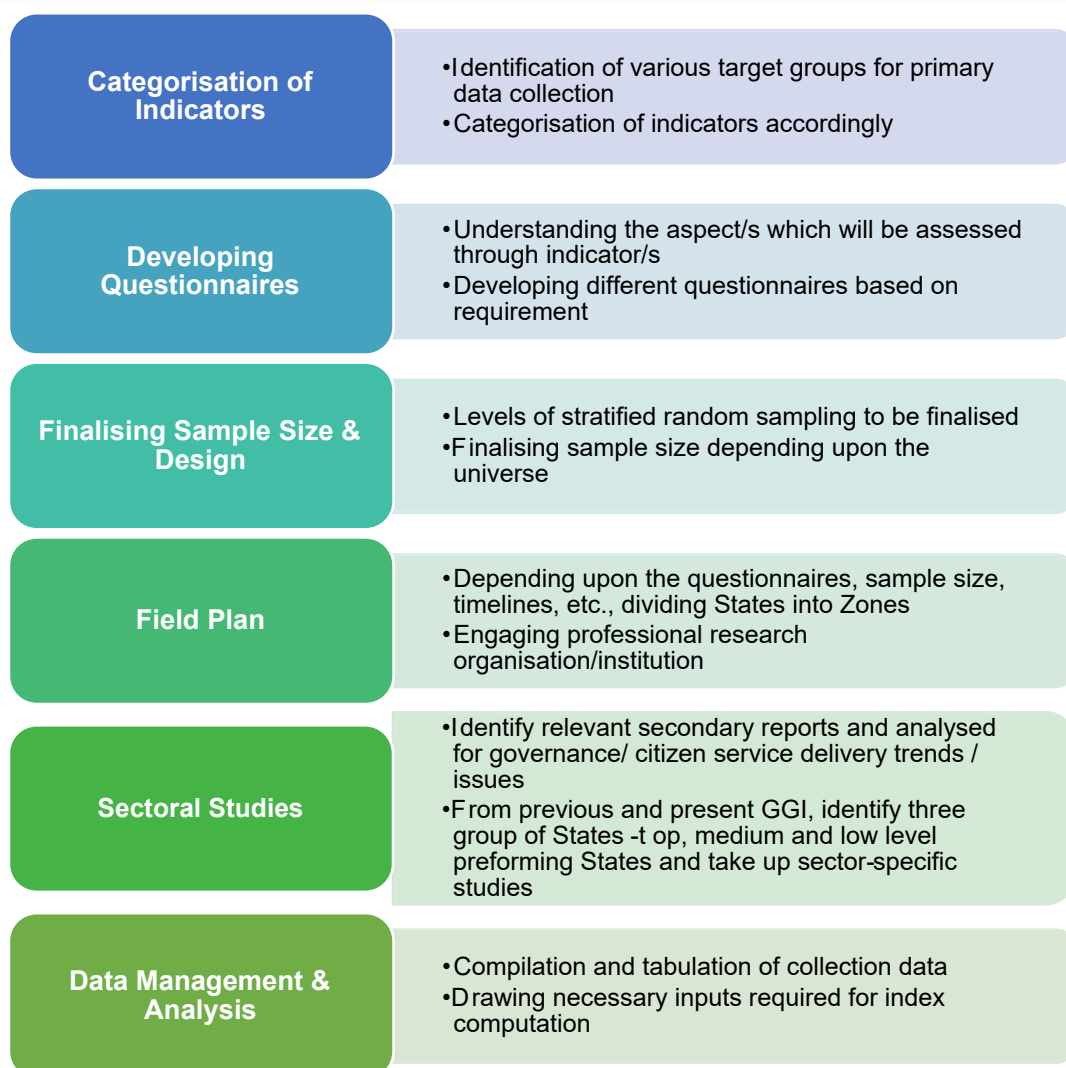 Categorisation of
Indicators
•Identification of various target groups for primary
data collection
•Categorisation of indicators accordingly
Developing
Questionnaires
•Understanding the aspect/s which will be assessed
through indicator/s
•Developing different questionnaires based on
requirement
Finalising Sample Size &
Design
•Levels of stratified random sampling to be finalised
•Finalising sample size depending upon the
universe
Field Plan
•Depending upon the questionnaires, sample size,
timelines, etc., dividing States into Zones
•Engaging professional research
organisation/institution
Sectoral Studies
•Identify relevant secondary reports and analysed
for governance/ citizen service delivery trends /
issues
•From previous and present GGI, identify three
group of States -t op, medium and low level
preforming States and take up sector-specific
studies
Data Management &
Analysis
•Compilation and tabulation of collection data
•Drawing necessary inputs required for index
computation